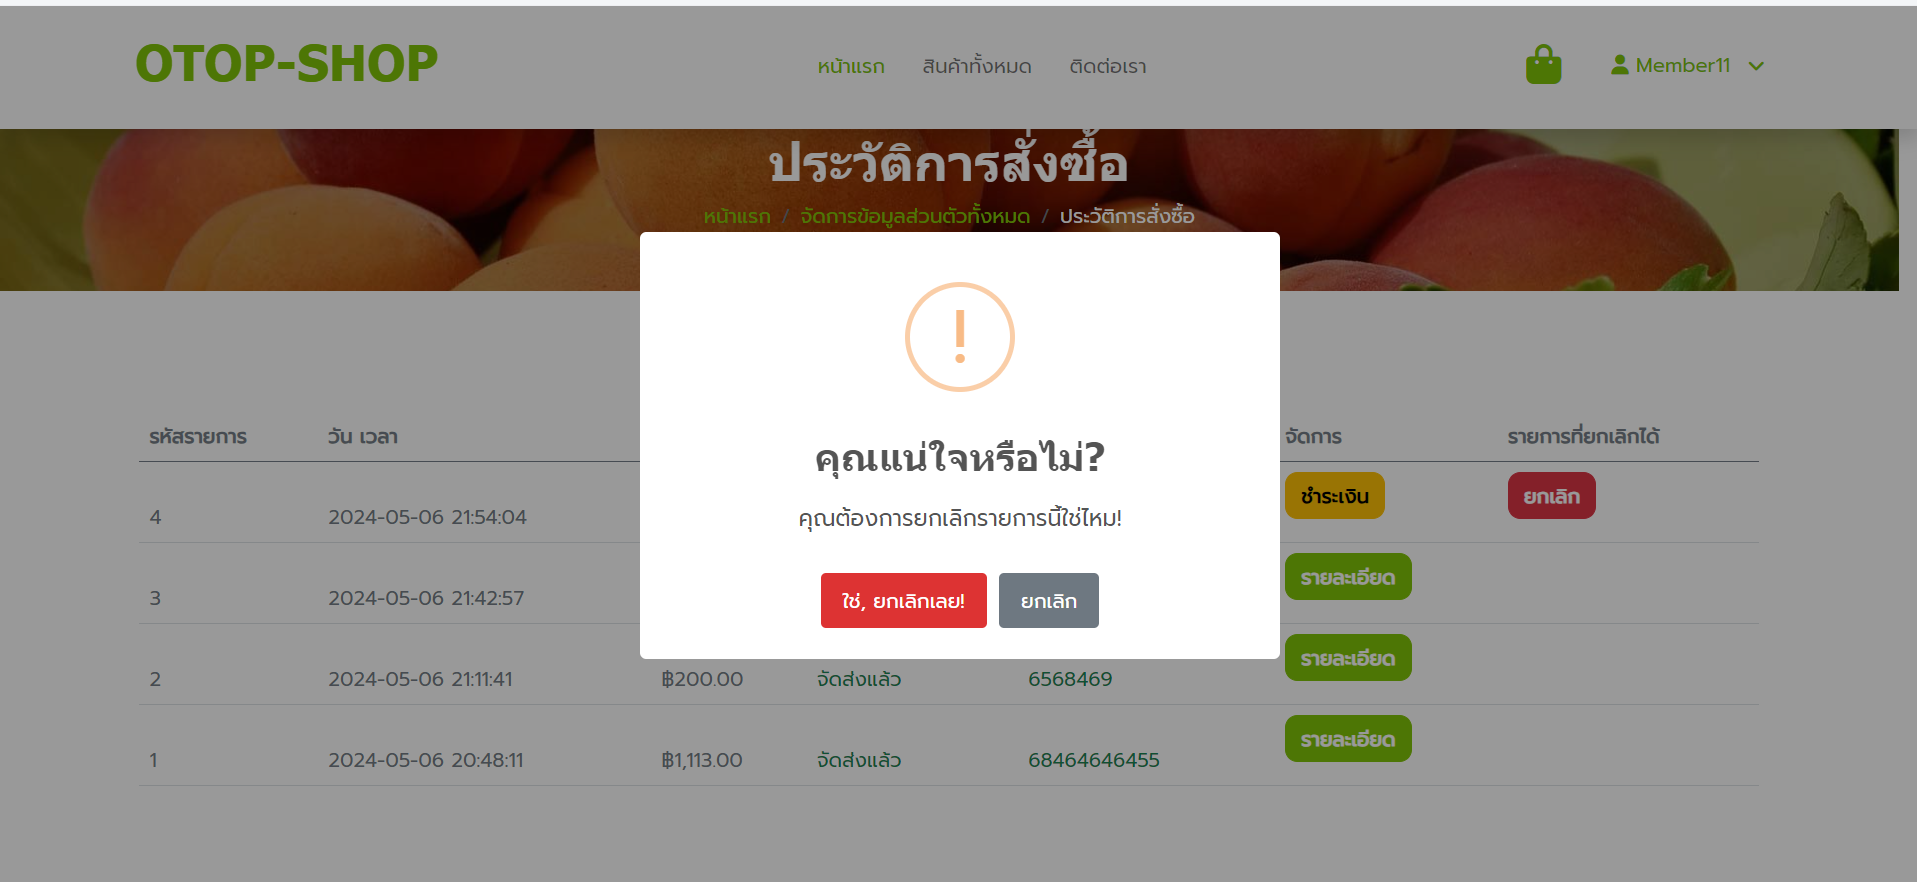 OTOP-SHOP
หน้าแรก สินค้าทั้งหมด ติดต่อเรา
Member11
ประวัติการสั่งซื้อ
หน้าแรก / จัดการข้อมูลส่วนตัวทั้งหมด / ประวัติการสั่งซื้อ
คุณแน่ใจหรือไม่?
คุณต้องการยกเลิกรายการนี้ใช่ไหม!
ใช่, ยกเลิกเลย! ยกเลิก
รหัสรายการ วัน เวลา จัดการ รายการที่ยกเลิกได้
4 2024-05-06 21:54:04 ชำระเงิน ยกเลิก
3 2024-05-06 21:42:57 รายละเอียด
2 2024-05-06 21:11:41 ฿200.00 จัดส่งแล้ว 6568469 รายละเอียด
1 2024-05-06 20:48:11 ฿1,113.00 จัดส่งแล้ว 68464646455 รายละเอียด